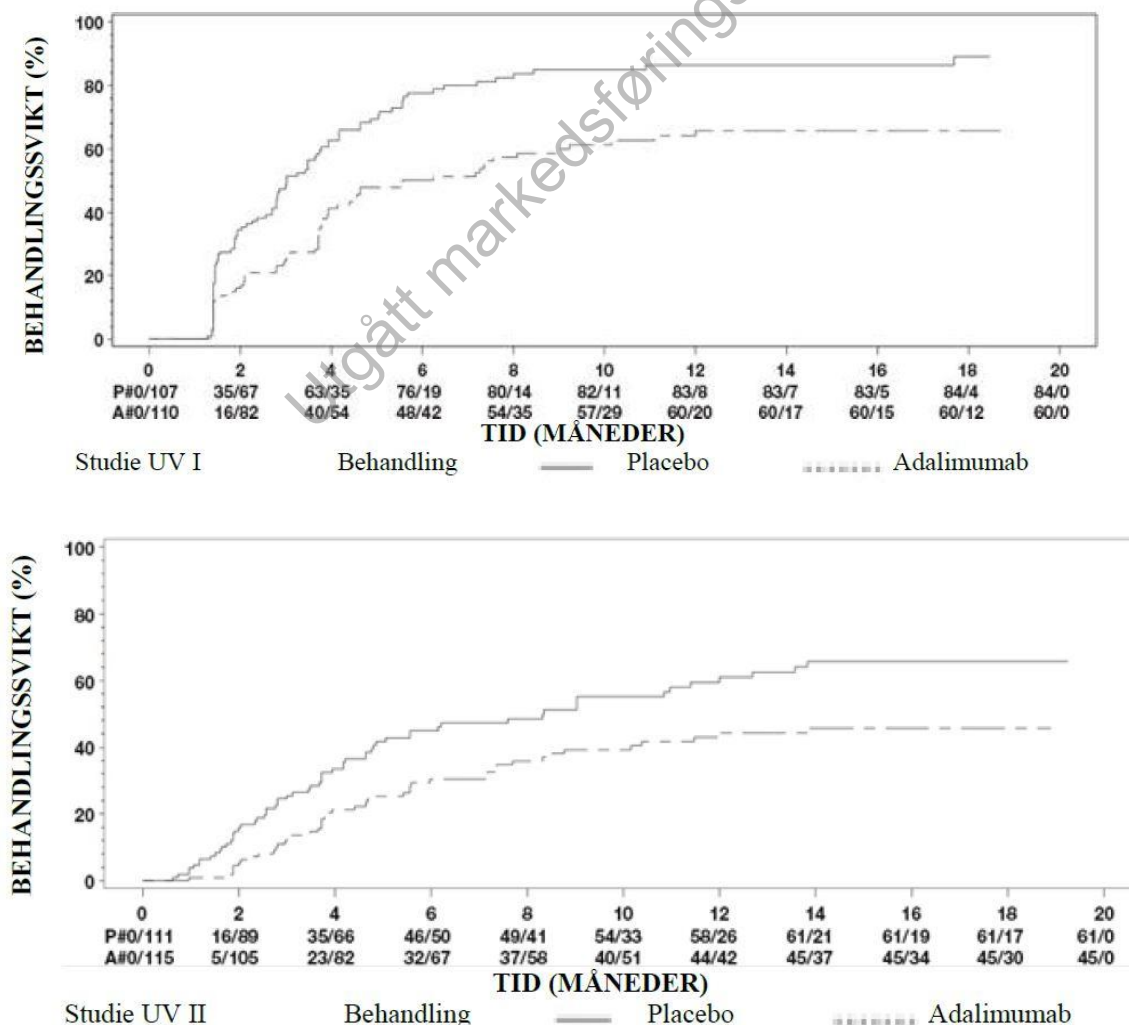 BEHANDLINGSSVIKT (%)
100
80
60
40
20
0
0 2 4 6 8 10 12 14 16 18 20
P#0/107 35/67 63/35 76/19 80/14 82/11 83/8 83/7 83/5 84/4 84/0
A#0/110 16/82 40/54 48/42 54/35 57/29 60/20 60/17 60/15 60/12 60/0
TID (MÅNEDER)
Studie UV I Behandling Placebo Adalimumab
Utgått markedsførings
BEHANDLINGSSVIKT (%)
100
80
60
40
20
0
0 2 4 6 8 10 12 14 16 18 20
P#0/111 16/89 35/66 46/50 49/41 54/33 58/26 61/21 61/19 61/17 61/0
A#0/115 5/105 23/82 32/67 37/58 40/51 44/42 45/37 45/34 45/30 45/0
TID (MÅNEDER)
Studie UV II Behandling Placebo Adalimumab